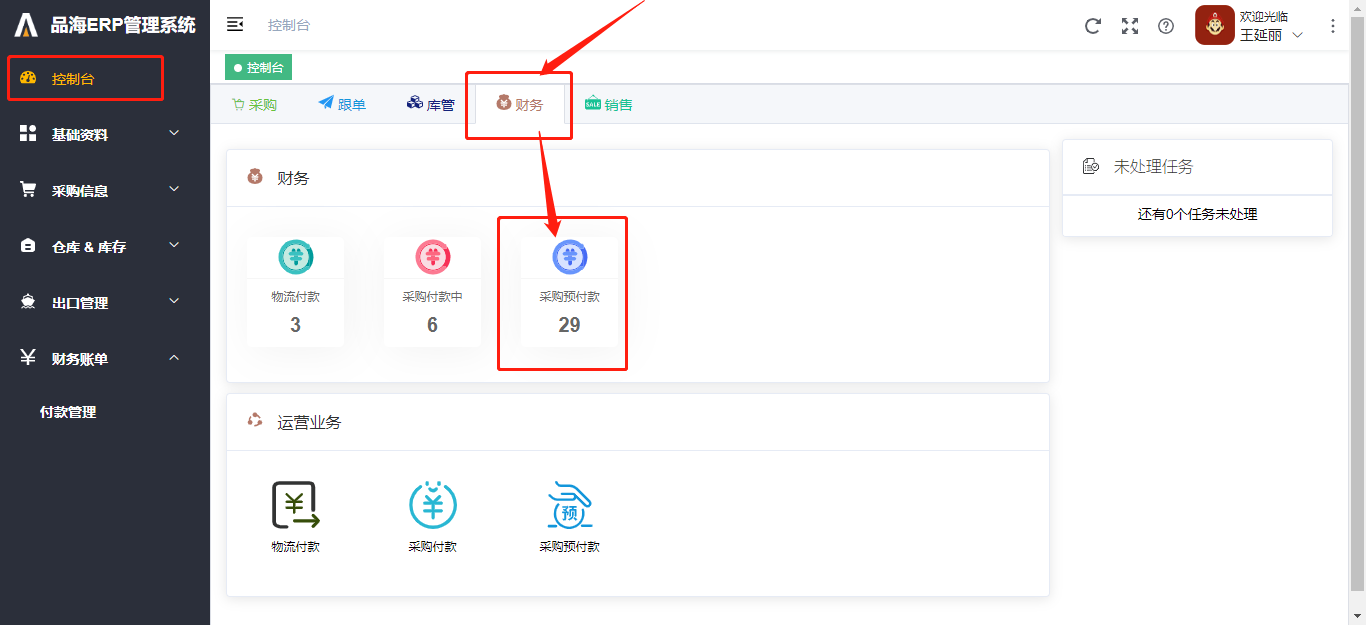 品海ERP管理系统
控制台
基础资料
采购信息
仓库 & 库存
出口管理
财务账单
付款管理
控制台
欢迎光临
王延丽
控制台
采购
跟单
库管
财务
SALE 销售
财务
物流付款
3
采购付款中
6
采购预付款
29
运营业务
物流付款
采购付款
预
采购预付款
未处理任务
还有0个任务未处理